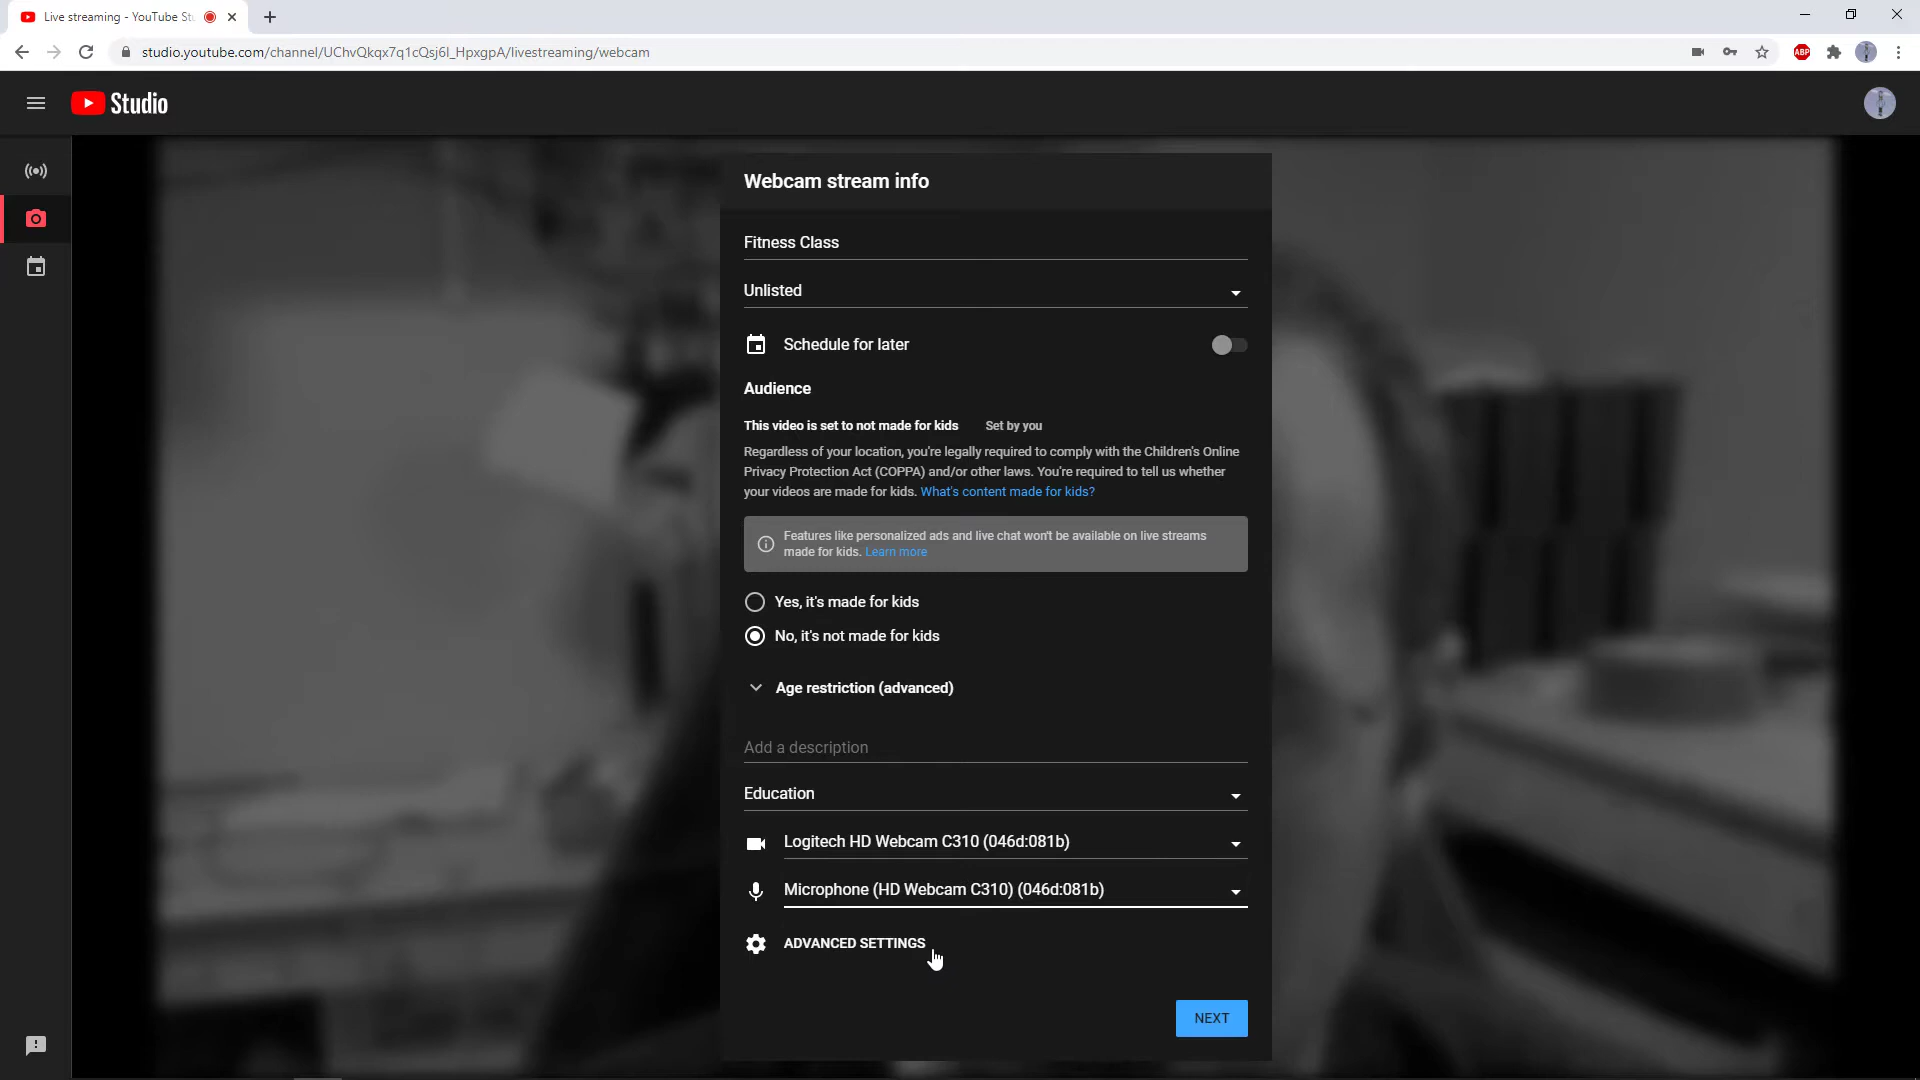 Live streaming - YouTube Stu
studio.youtube.com/channel/UChvQkqx7q1cQsj6l_HpxgpA/livestreaming/webcam
ABP
Studio
Webcam stream info
Fitness Class
Unlisted
Schedule for later
Audience
This video is set to not made for kids Set by you
Regardless of your location, you're legally required to comply with the Children's Online
Privacy Protection Act (COPPA) and/or other laws. You're required to tell us whether
your videos are made for kids. What's content made for kids?
Features like personalized ads and live chat won't be available on live streams
made for kids. Learn more
Yes, it's made for kids
No, it's not made for kids
Age restriction (advanced)
Add a description
Education
Logitech HD Webcam C310 (046d:081b)
Microphone (HD Webcam C310) (046d:081b)
ADVANCED SETTINGS
NEXT